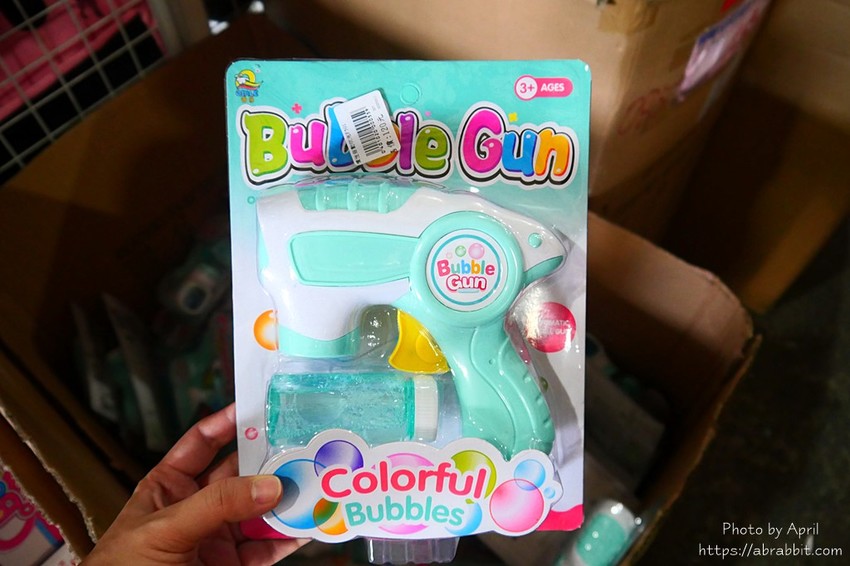 3+ AGES
Bubble Gun
Bubble
Gun
Colorful
Bubbles
Photo by April
https://abrabbit.com/